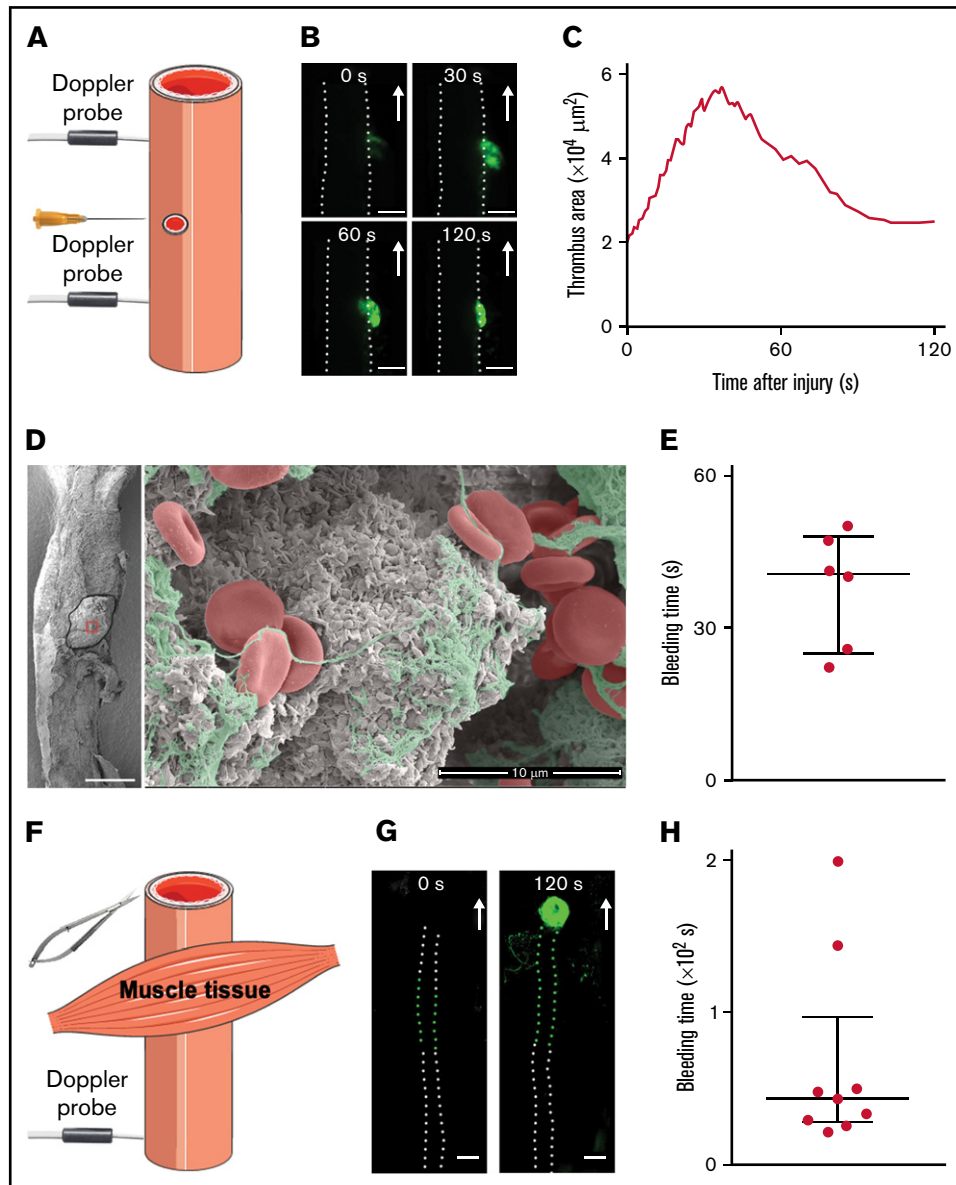 A
Doppler
probe
Doppler
probe
B
0 s
30 s
60 s
120 s
C
Thrombus area (×10⁴ µm²)
6
4
2
0
0
60
120
Time after injury (s)
D
10 µm
E
Bleeding time (s)
60
30
0
F
Muscle tissue
Doppler
probe
G
0 s
120 s
H
Bleeding time (×10² s)
2
1
0